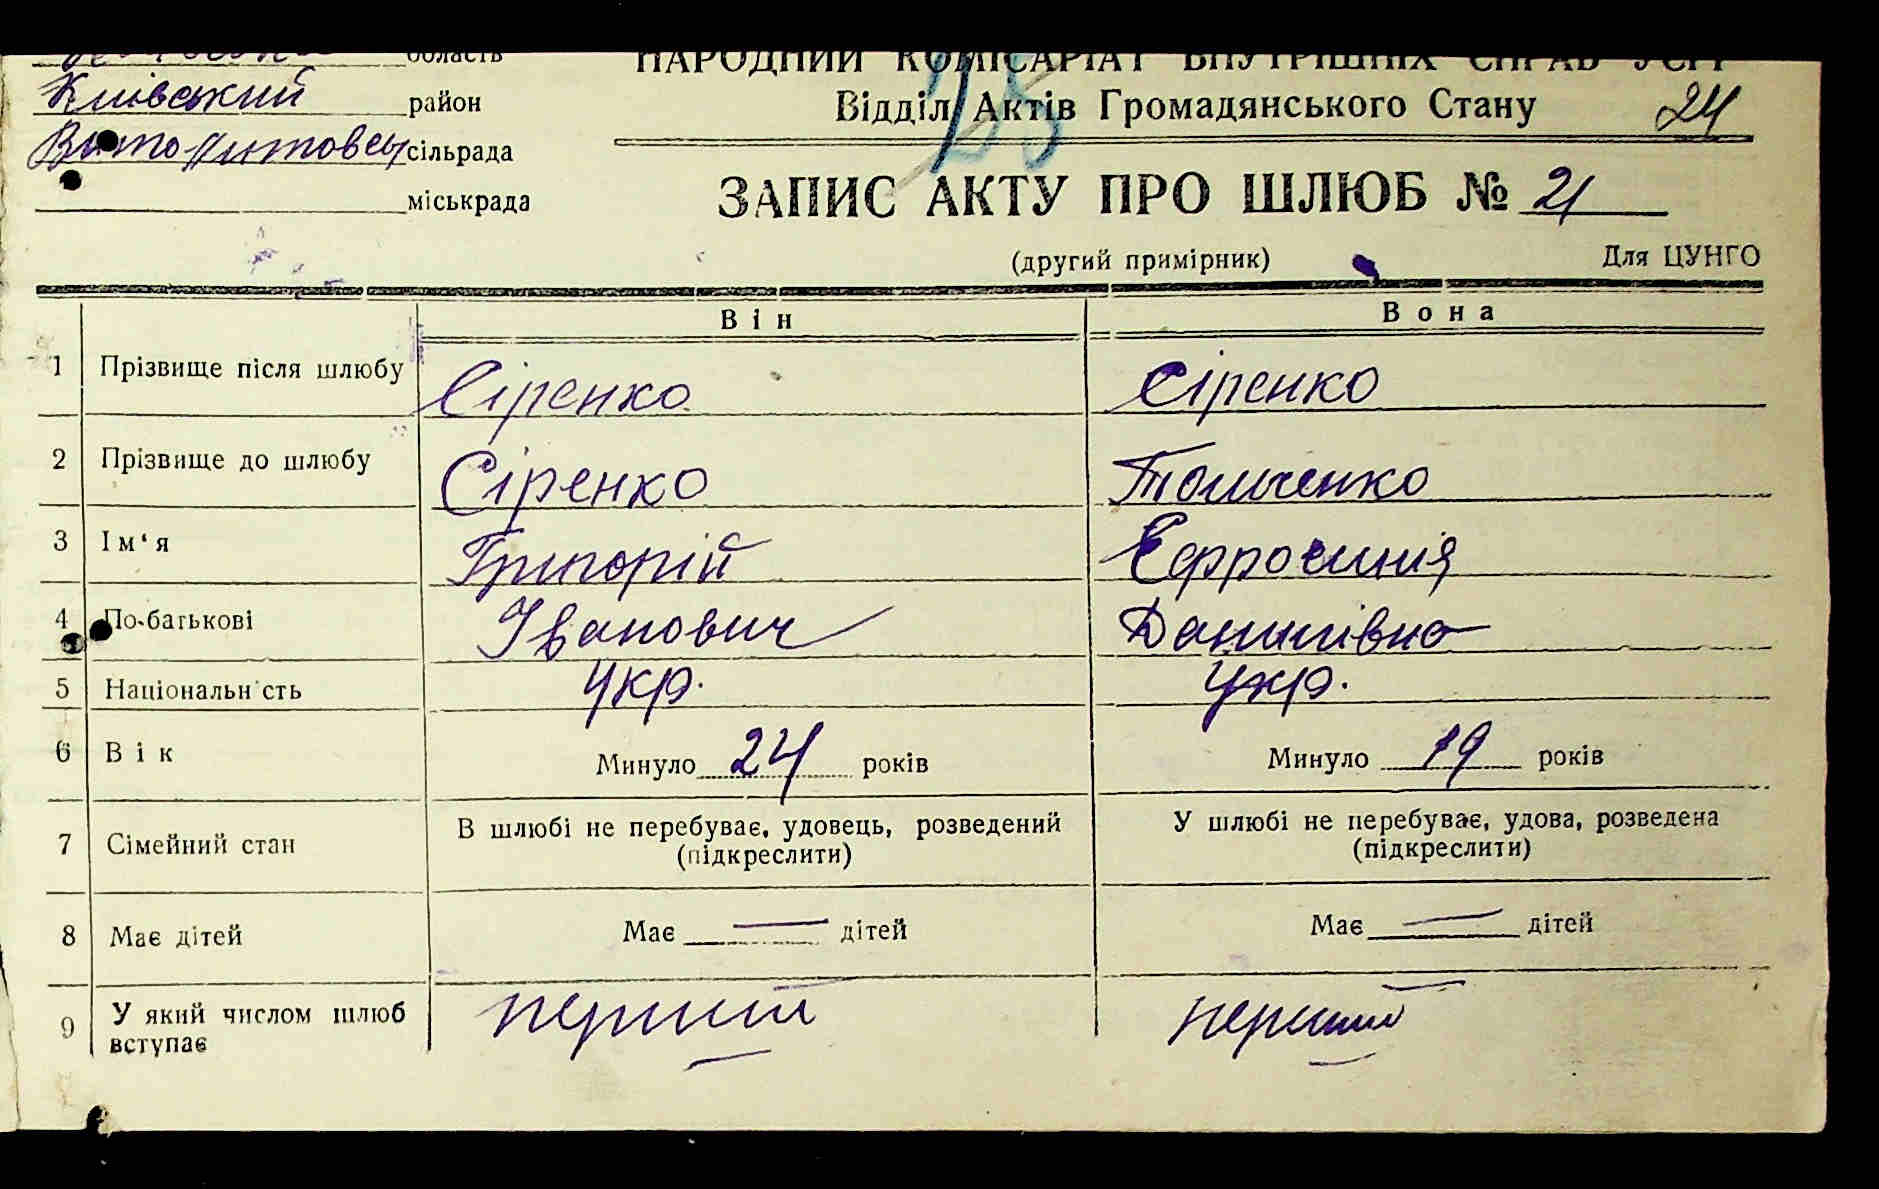 область
НАРОДНИЙ КОМІСАРІАТ ВНУТРІШНІХ СПРАВ УСРР
Київський район
Відділ Актів Громадянського Стану
25
24
Вито Литовськ сільрада
міськрада
ЗАПИС АКТУ ПРО ШЛЮБ № 21
(другий примірник)
Для ЦУНГО
Він Вона
1 Прізвище після шлюбу Сіренко Сіренко
2 Прізвище до шлюбу Сіренко
3 Ім‘я Григорій Єфросинія
4 По-батькові Іванович Данилівна
5 Національність укр. укр.
6 Вік Минуло 24 років Минуло 19 років
7 Сімейний стан В шлюбі не перебуває, удовець, розведений У шлюбі не перебуває, удова, розведена
(підкреслити) (підкреслити)
8 Має дітей Має — дітей Має — дітей
9 У який числом шлюб перший перший
вступає